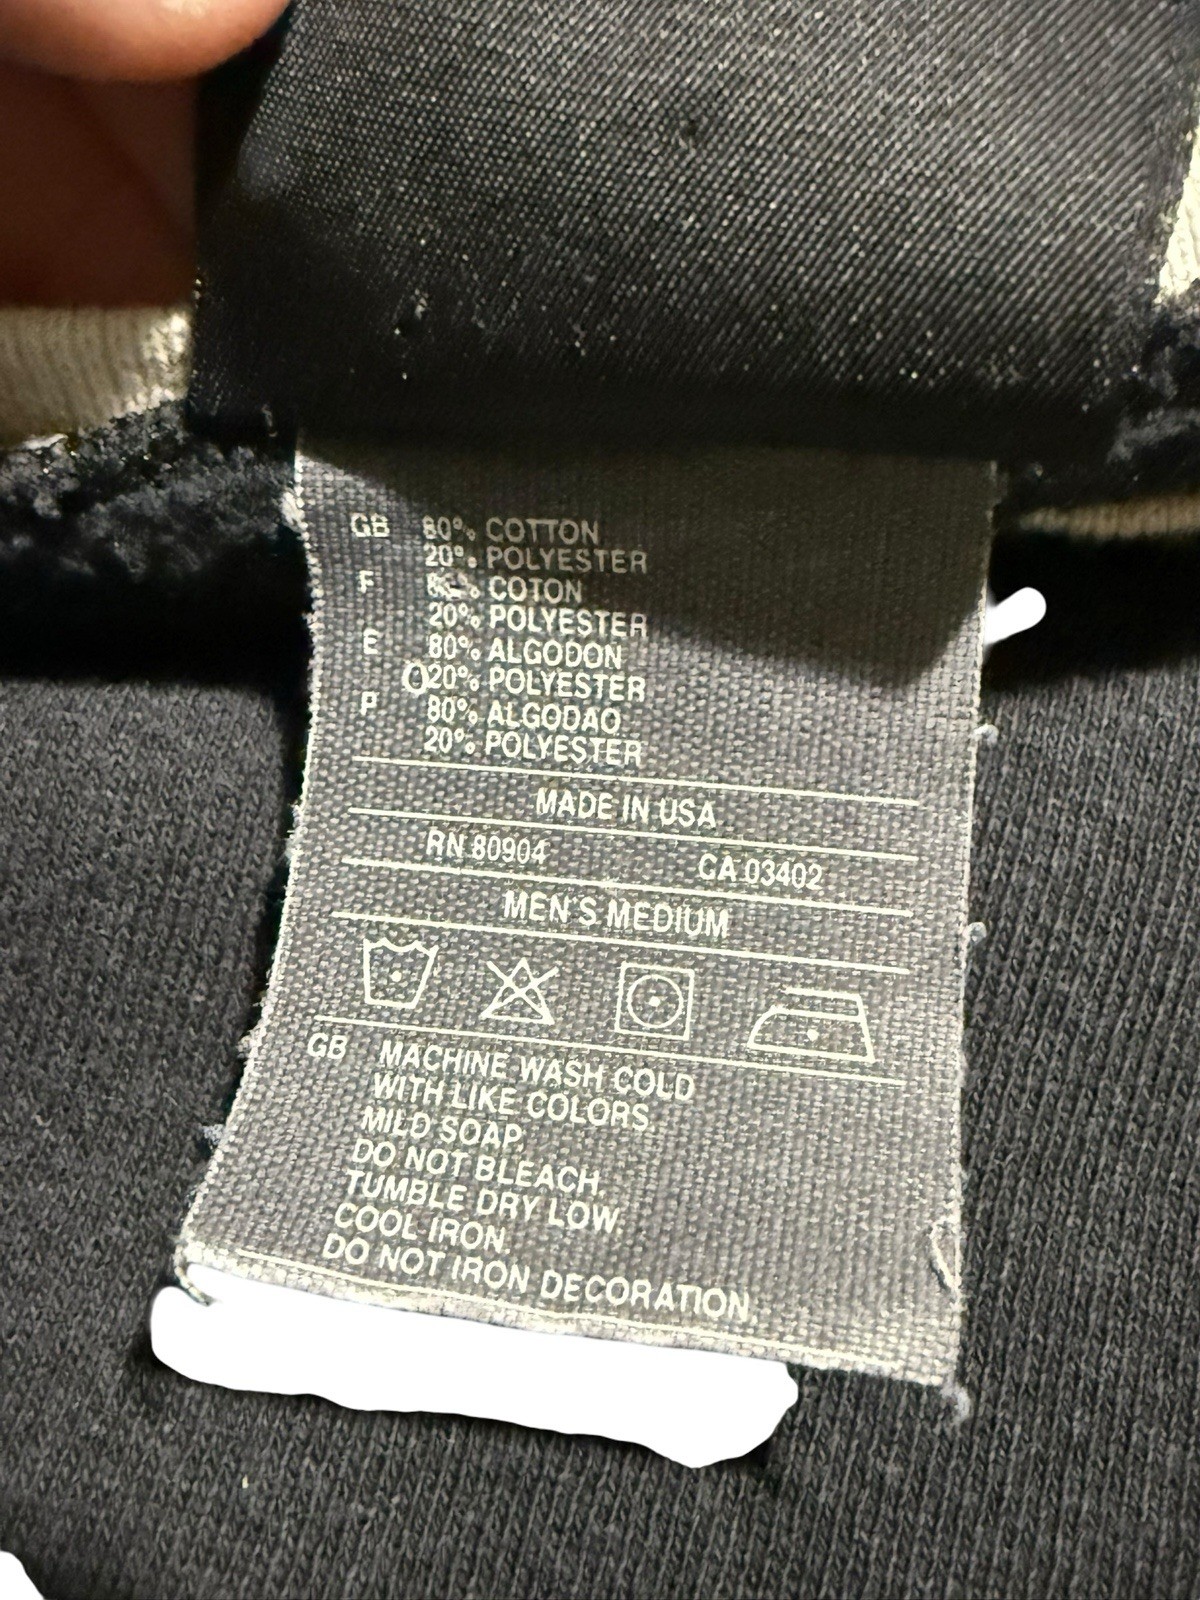 GB 80% COTTON
20% POLYESTER
F 80% COTON
20% POLYESTER
E 80% ALGODON
20% POLYESTER
P 80% ALGODAO
20% POLYESTER
MADE IN USA
RN 80904 CA 03402
MEN'S MEDIUM
GB MACHINE WASH COLD
WITH LIKE COLORS
MILD SOAP.
DO NOT BLEACH.
TUMBLE DRY LOW.
COOL IRON.
DO NOT IRON DECORATION.